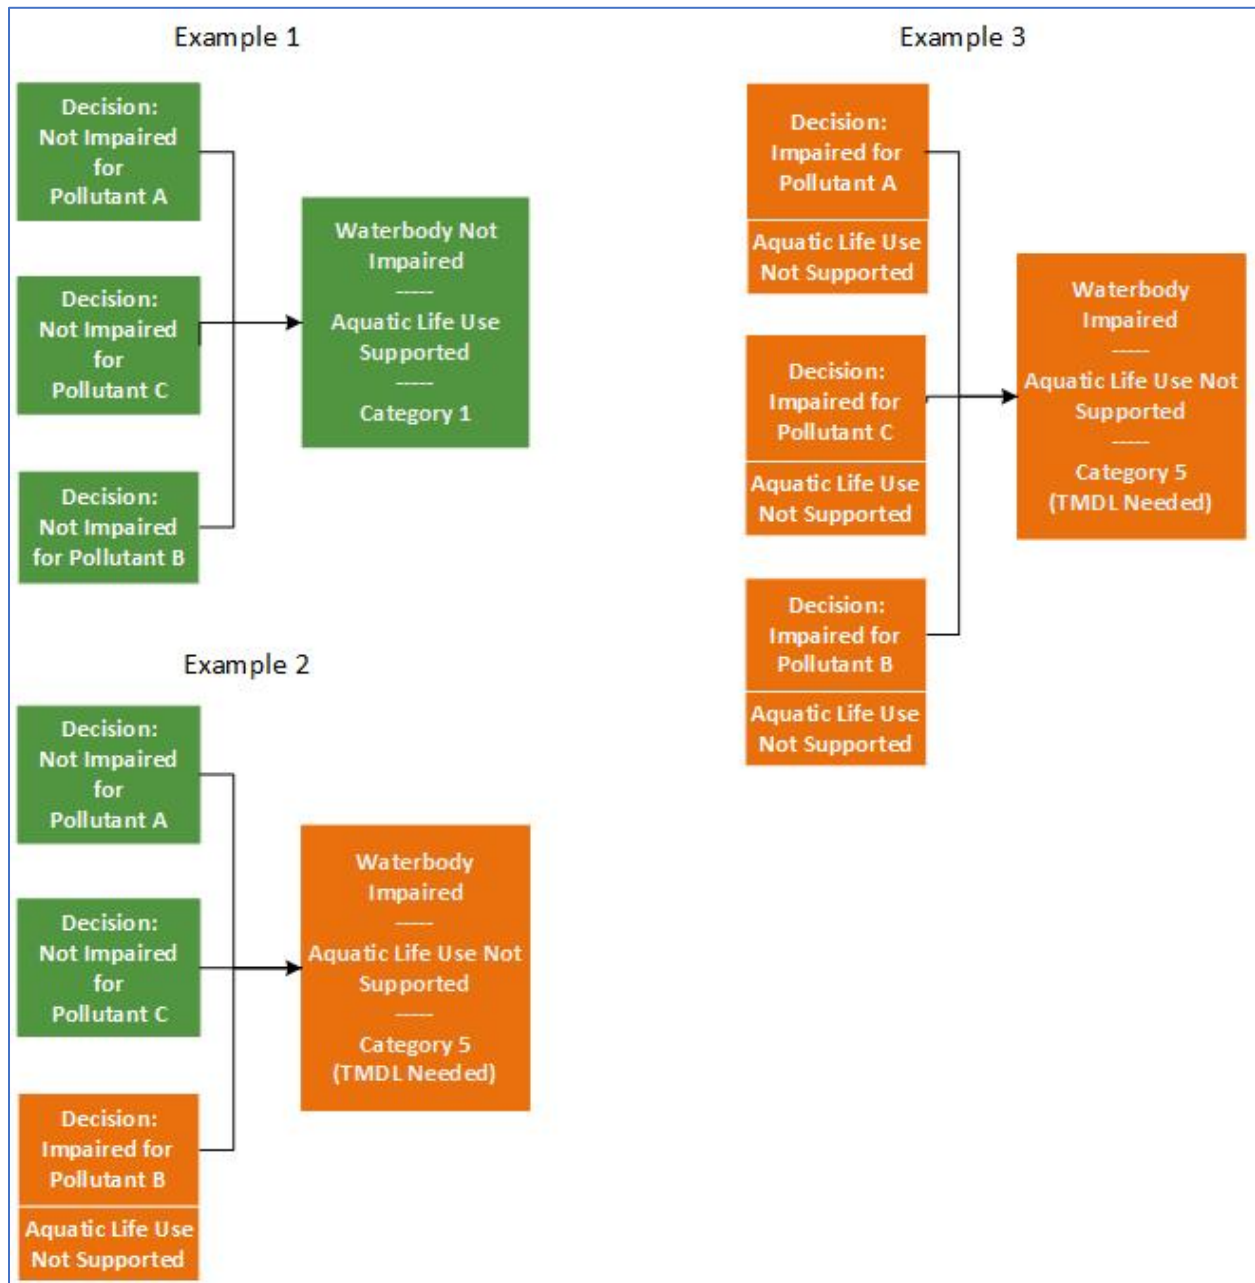 Example 1
Decision:
Not Impaired
for
Pollutant A
Decision:
Not Impaired
for
Pollutant C
Decision:
Not Impaired
for Pollutant B
Waterbody Not
Impaired
-----
Aquatic Life Use
Supported
-----
Category 1
Example 2
Decision:
Not Impaired
for
Pollutant A
Decision:
Not Impaired
for
Pollutant C
Decision:
Impaired for
Pollutant B
Aquatic Life Use
Not Supported
Waterbody
Impaired
-----
Aquatic Life Use Not
Supported
-----
Category 5
(TMDL Needed)
Example 3
Decision:
Impaired for
Pollutant A
Aquatic Life Use
Not Supported
Decision:
Impaired for
Pollutant C
Aquatic Life Use
Not Supported
Decision:
Impaired for
Pollutant B
Aquatic Life Use
Not Supported
Waterbody
Impaired
-----
Aquatic Life Use Not
Supported
-----
Category 5
(TMDL Needed)